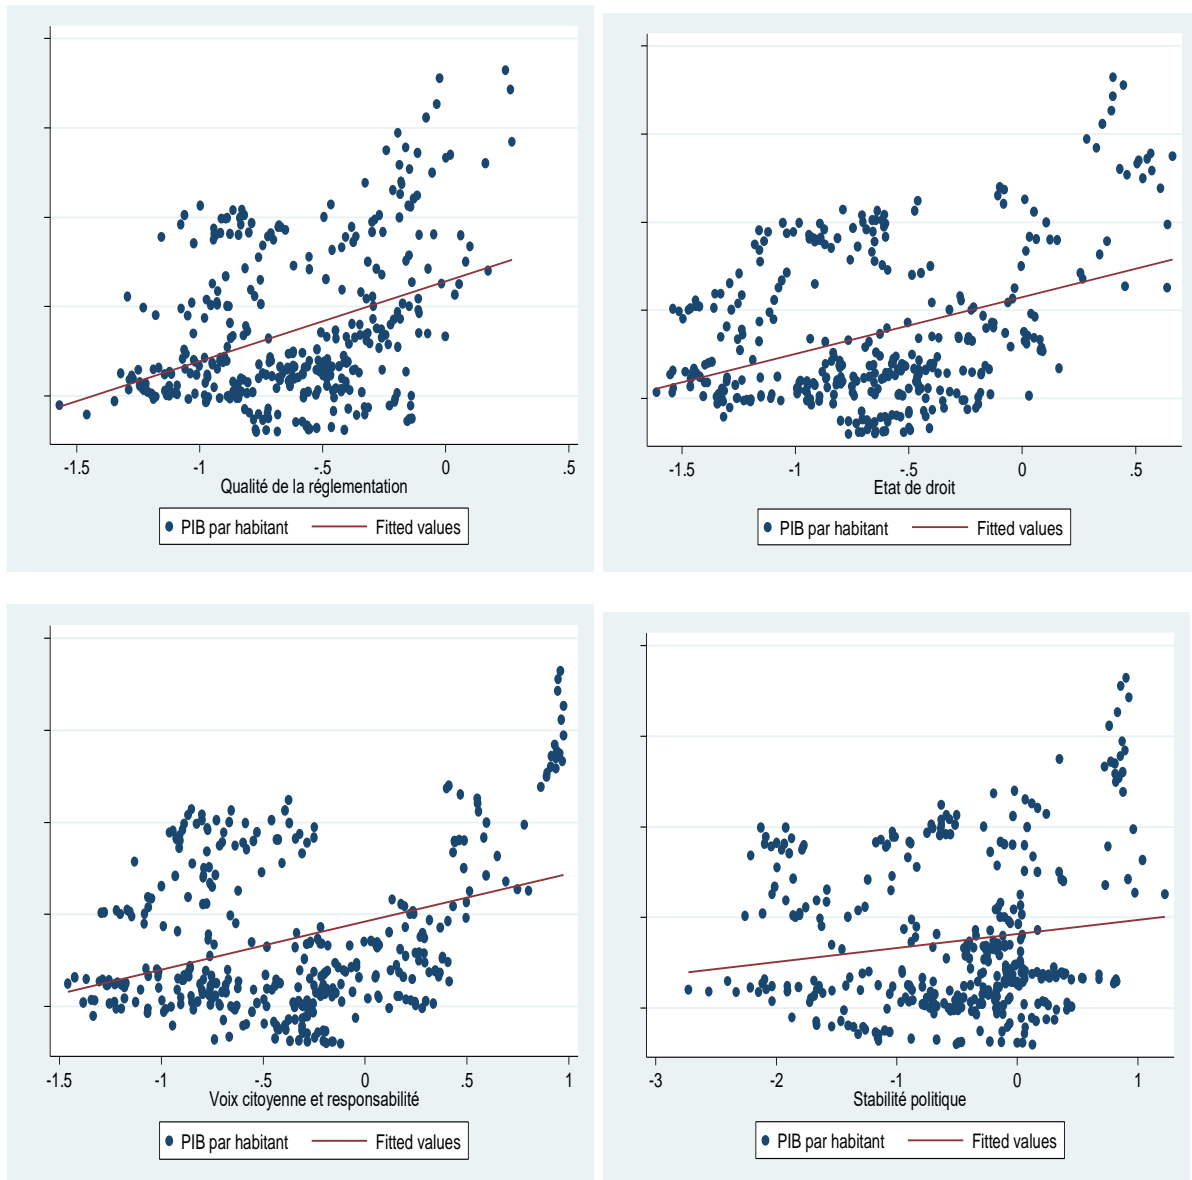 -1.5 -1 -.5 0 .5
Qualité de la réglementation
PIB par habitant Fitted values
-1.5 -1 -.5 0 .5
Etat de droit
PIB par habitant Fitted values
-1.5 -1 -.5 0 .5 1
Voix citoyenne et responsabilité
PIB par habitant Fitted values
-3 -2 -1 0 1
Stabilité politique
PIB par habitant Fitted values